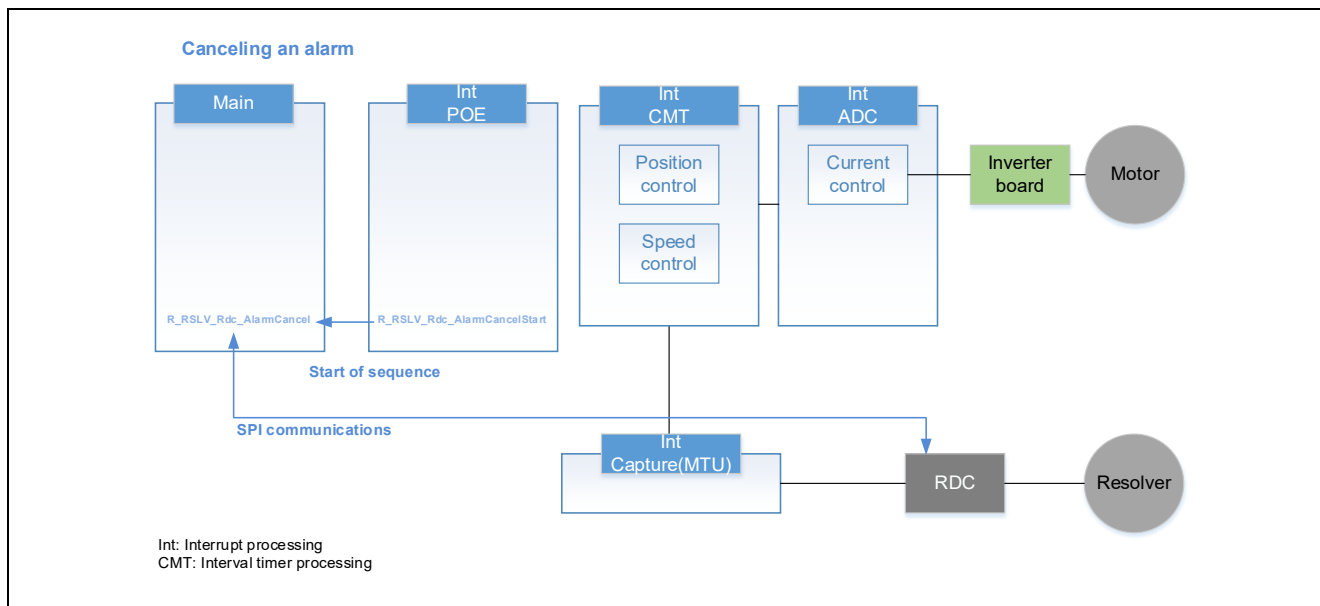 Canceling an alarm
Main
Int
POE
Int
CMT
Int
ADC
Position
control
Current
control
Inverter
board
Motor
Speed
control
R_RSLV_Rdc_AlarmCancel
R_RSLV_Rdc_AlarmCancelStart
Start of sequence
SPI communications
Int
Capture(MTU)
RDC
Resolver
Int: Interrupt processing
CMT: Interval timer processing